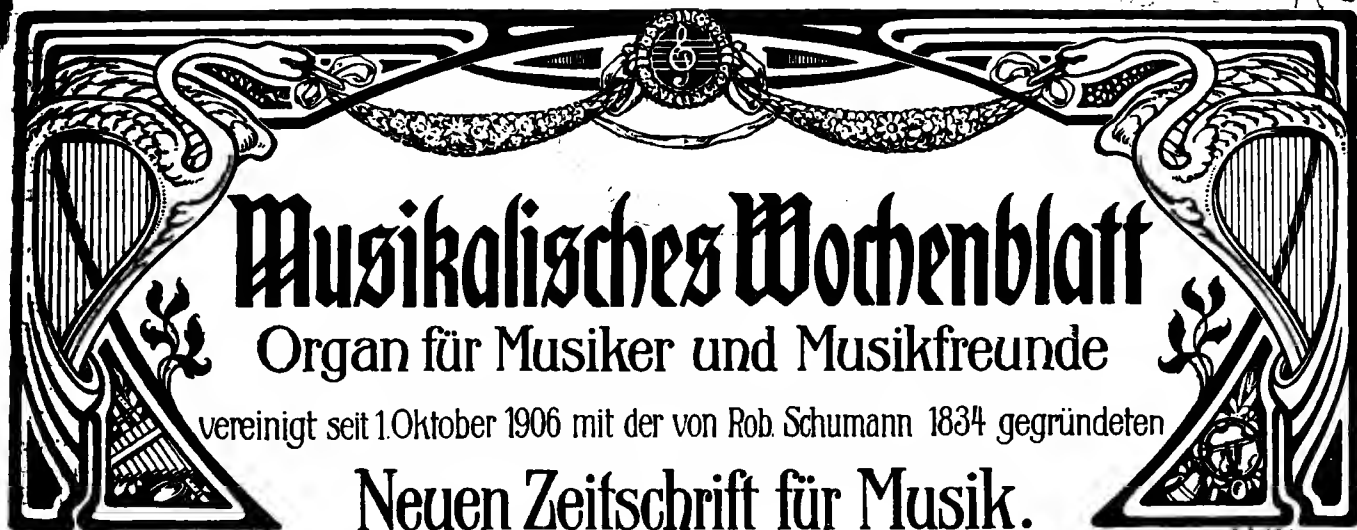 Musikalisches Wochenblatt
Organ für Musiker und Musikfreunde
vereinigt seit 1. Oktober 1906 mit der von Rob. Schumann 1834 gegründeten
Neuen Zeitschrift für Musik.